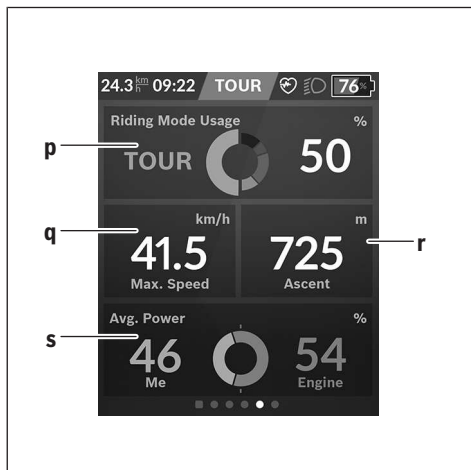 24.3 km/h 09:22 TOUR 76%
Riding Mode Usage %
p
TOUR 50
q
km/h
41.5
Max. Speed
m
725
Ascent
r
Avg. Power %
s
46 54
Me Engine